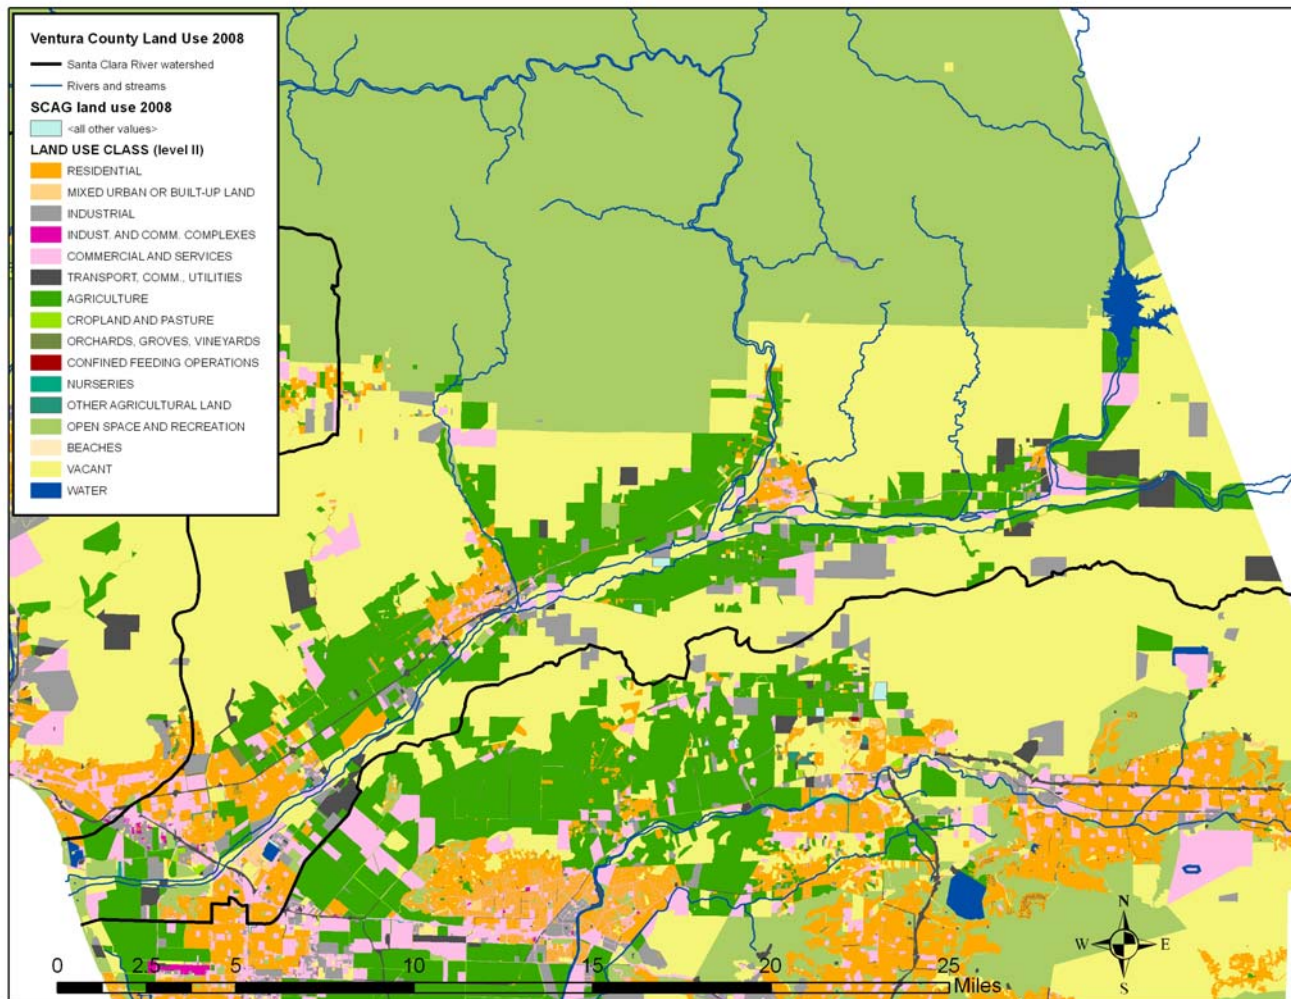 Ventura County Land Use 2008
Santa Clara River watershed
Rivers and streams
SCAG land use 2008
<all other values>
LAND USE CLASS (level II)
RESIDENTIAL
MIXED URBAN OR BUILT-UP LAND
INDUSTRIAL
INDUST. AND COMM. COMPLEXES
COMMERCIAL AND SERVICES
TRANSPORT, COMM., UTILITIES
AGRICULTURE
CROPLAND AND PASTURE
ORCHARDS, GROVES, VINEYARDS
CONFINED FEEDING OPERATIONS
NURSERIES
OTHER AGRICULTURAL LAND
OPEN SPACE AND RECREATION
BEACHES
VACANT
WATER
N
W E
S
0 2.5 5 10 15 20 25
Miles